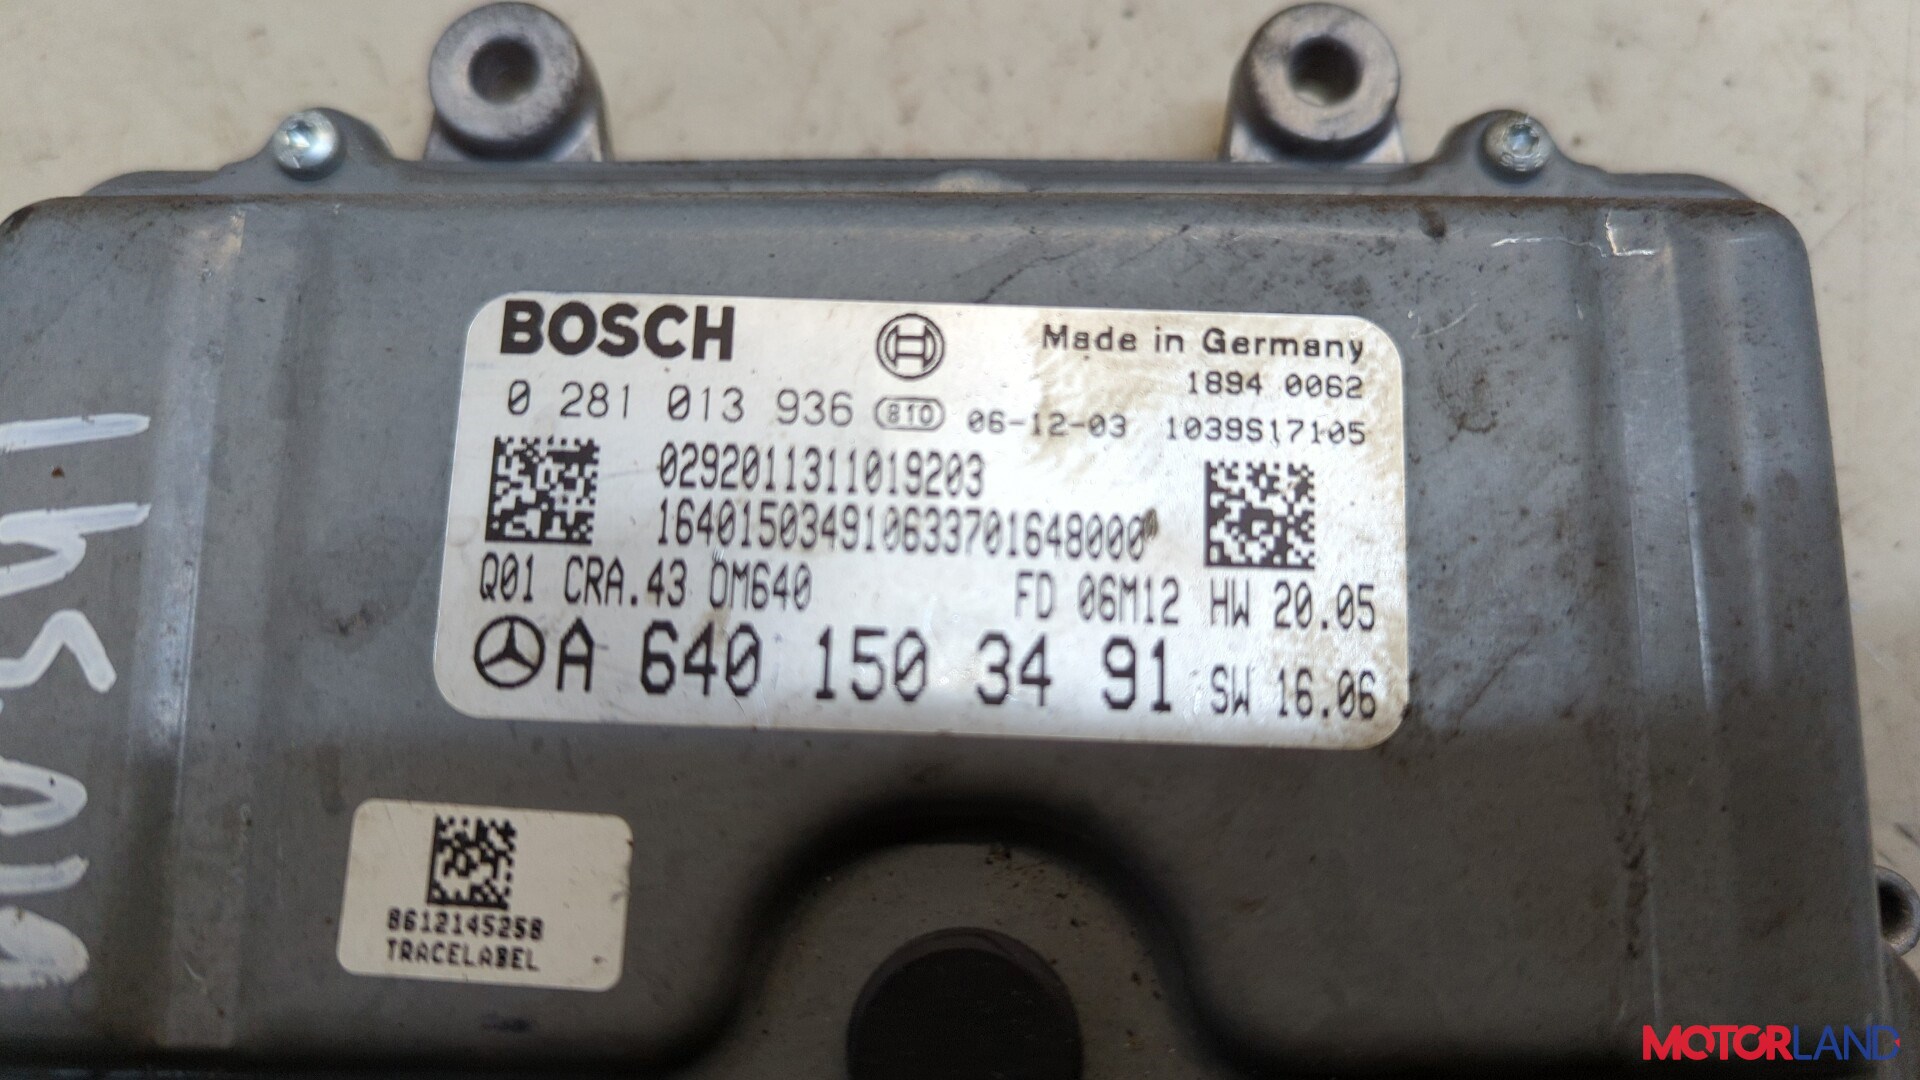 BOSCH
Made in Germany
1894 0062
0 281 013 936 810 06-12-03 1039S17105
0292011311019203
1640150349106337016480000
Q01 CRA.43 OM640 FD 06M12 HW 20.05
A 640 150 34 91 SW 16.06
8612145258
TRACELABEL
MOTORLAND